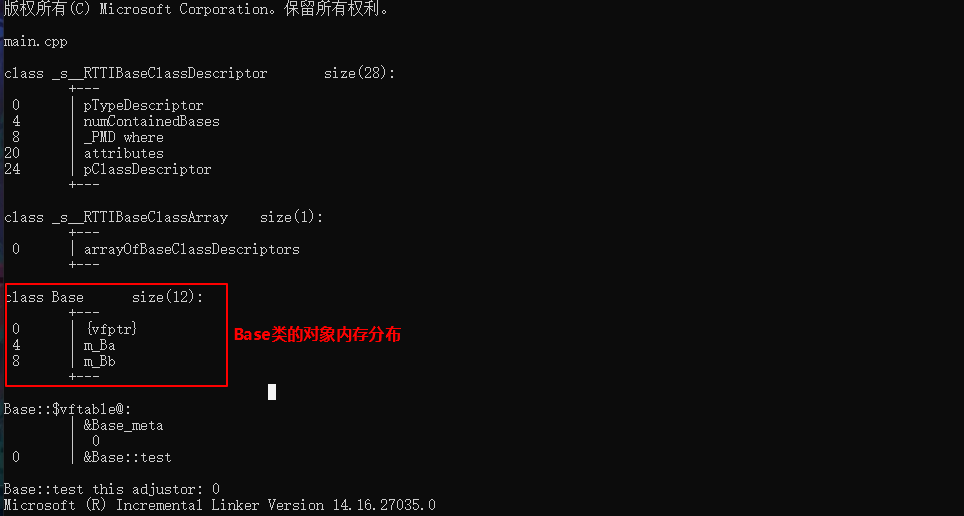 版权所有(C) Microsoft Corporation。保留所有权利。
main.cpp
class _s__RTTIBaseClassDescriptor       size(28):
        +---
 0      | pTypeDescriptor
 4      | numContainedBases
 8      | _PMD where
20      | attributes
24      | pClassDescriptor
        +---
class _s__RTTIBaseClassArray    size(1):
        +---
 0      | arrayOfBaseClassDescriptors
        +---
class Base      size(12):
        +---
 0      | {vfptr}
 4      | m_Ba
 8      | m_Bb
        +---
Base类的对象内存分布
Base::$vftable@:
        | &Base_meta
        |  0
 0      | &Base::test
Base::test this adjustor: 0
Microsoft (R) Incremental Linker Version 14.16.27035.0